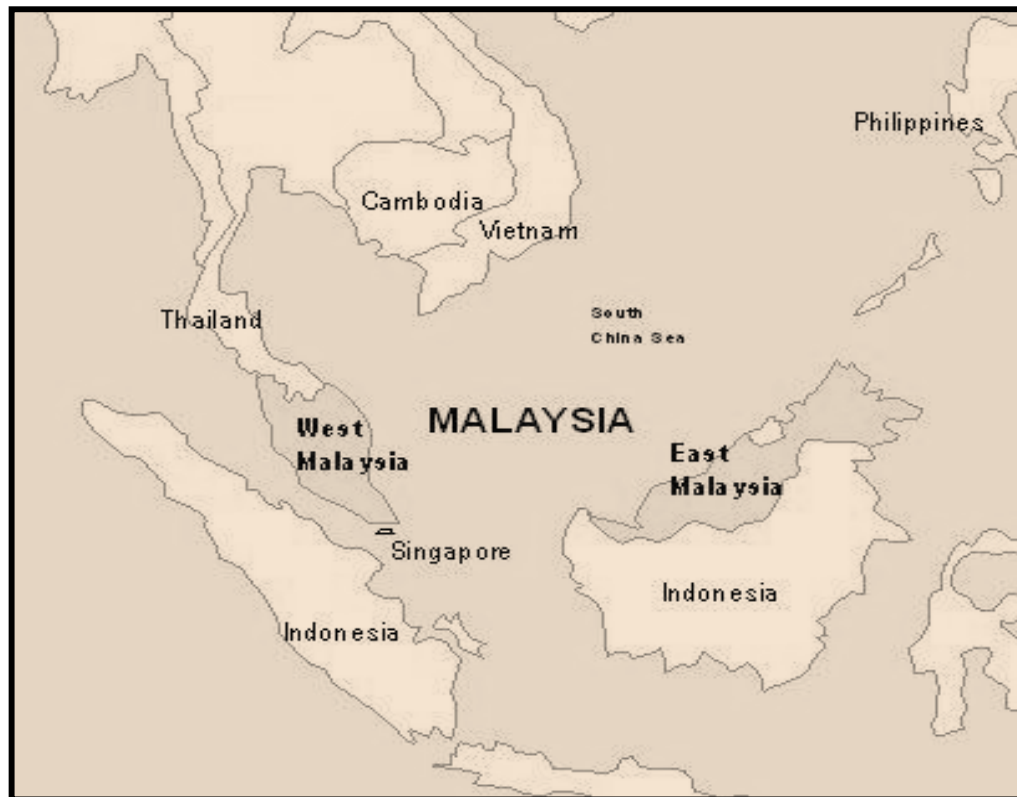 Philippines
Cambodia
Vietnam
Thailand
South
China Sea
MALAYSIA
West
Malaysia
East
Malaysia
Singapore
Indonesia
Indonesia